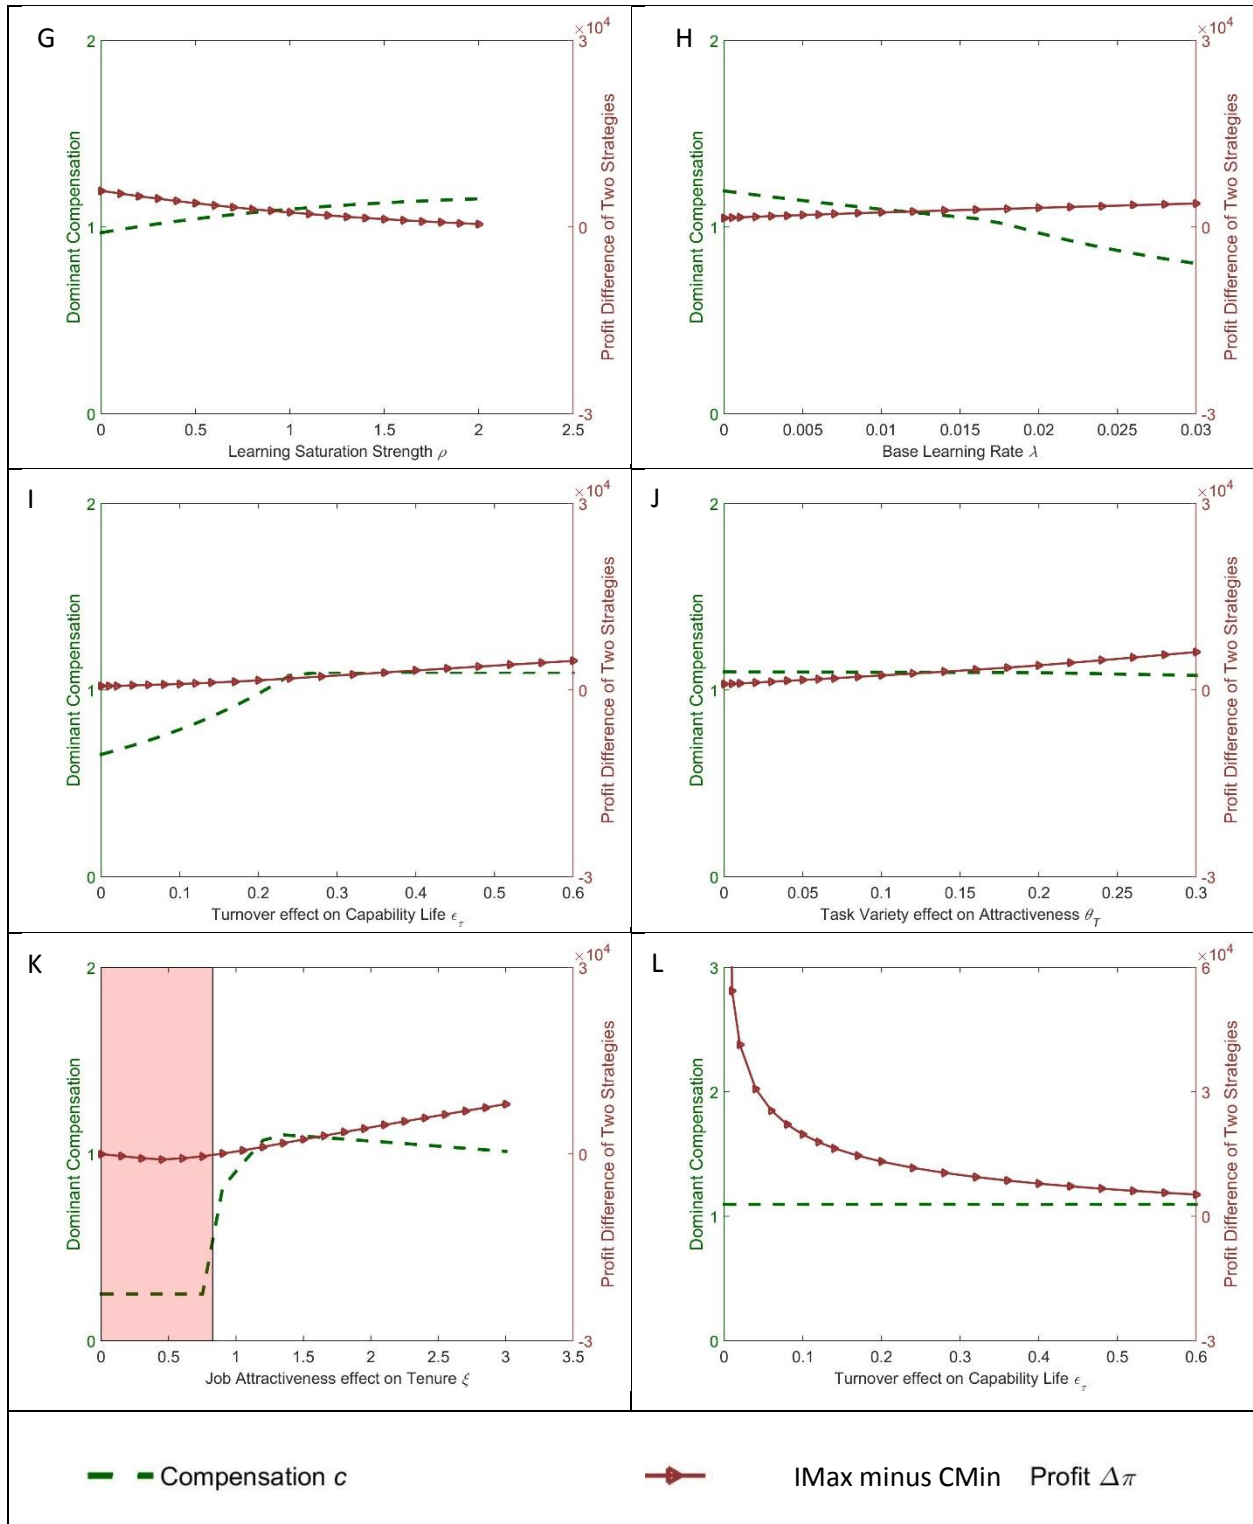 G
×10⁴
2
3
1
0
0
-3
0 0.5 1 1.5 2 2.5
Dominant Compensation
Profit Difference of Two Strategies
Learning Saturation Strength ρ
H
×10⁴
2
3
1
0
0
-3
0 0.005 0.01 0.015 0.02 0.025 0.03
Dominant Compensation
Profit Difference of Two Strategies
Base Learning Rate λ
I
×10⁴
2
3
1
0
0
-3
0 0.1 0.2 0.3 0.4 0.5 0.6
Dominant Compensation
Profit Difference of Two Strategies
Turnover effect on Capability Life ϵτ
J
×10⁴
2
3
1
0
0
-3
0 0.05 0.1 0.15 0.2 0.25 0.3
Dominant Compensation
Profit Difference of Two Strategies
Task Variety effect on Attractiveness θT
K
×10⁴
2
3
1
0
0
-3
0 0.5 1 1.5 2 2.5 3 3.5
Dominant Compensation
Profit Difference of Two Strategies
Job Attractiveness effect on Tenure ξ
L
×10⁴
3
6
2
3
1
0
0
-3
0 0.1 0.2 0.3 0.4 0.5 0.6
Dominant Compensation
Profit Difference of Two Strategies
Turnover effect on Capability Life ϵτ
Compensation c
IMax minus CMin Profit Δπ